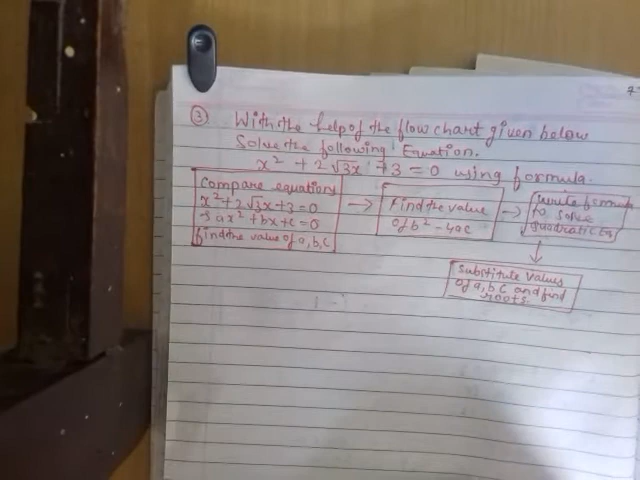 ③ With the help of the flow chart given below
Solve the following Equation.
x² + 2√3x + 3 = 0 using formula.
Compare equations
x² + 2√3x + 3 = 0
ax² + bx + c = 0
find the value of a, b, c
→
Find the value
of b² - 4ac
→
write formula
to solve
quadratic Eq
↓
Substitute values
of a, b c and find
roots.